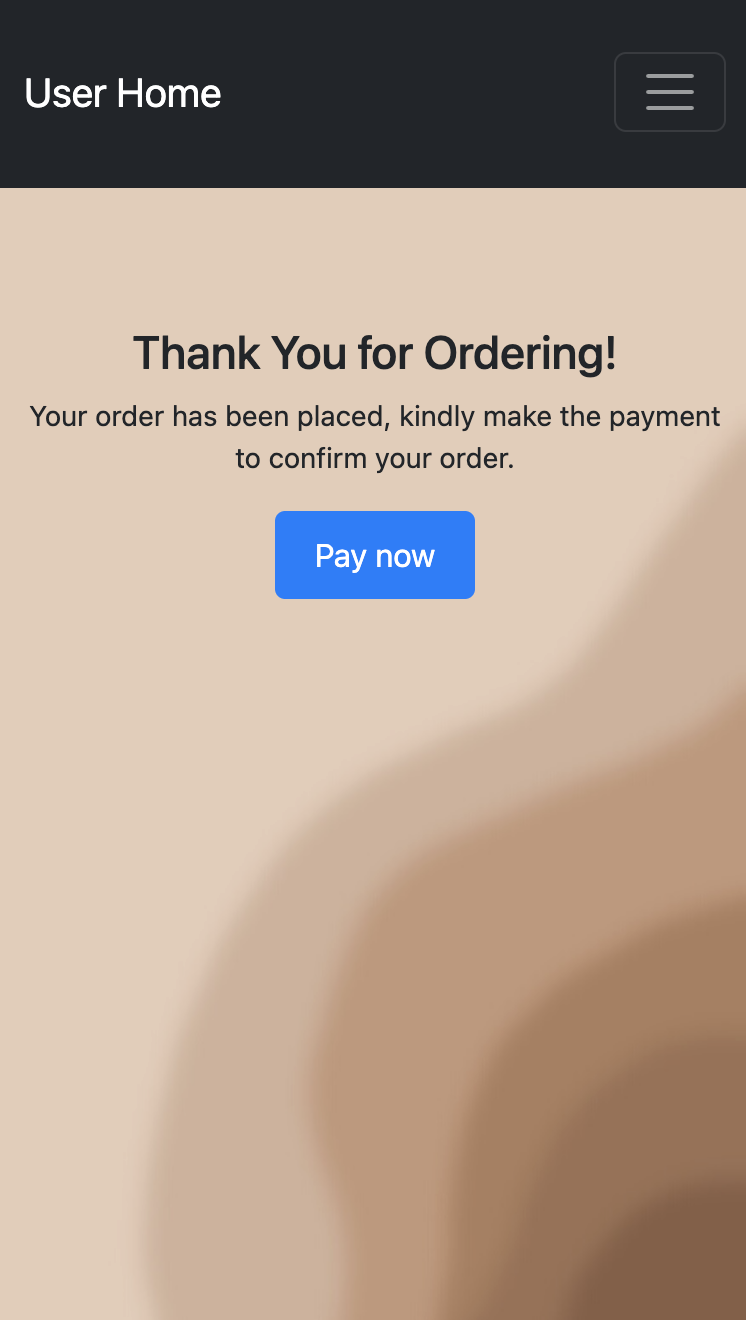 User Home
Thank You for Ordering!
Your order has been placed, kindly make the payment
to confirm your order.
Pay now